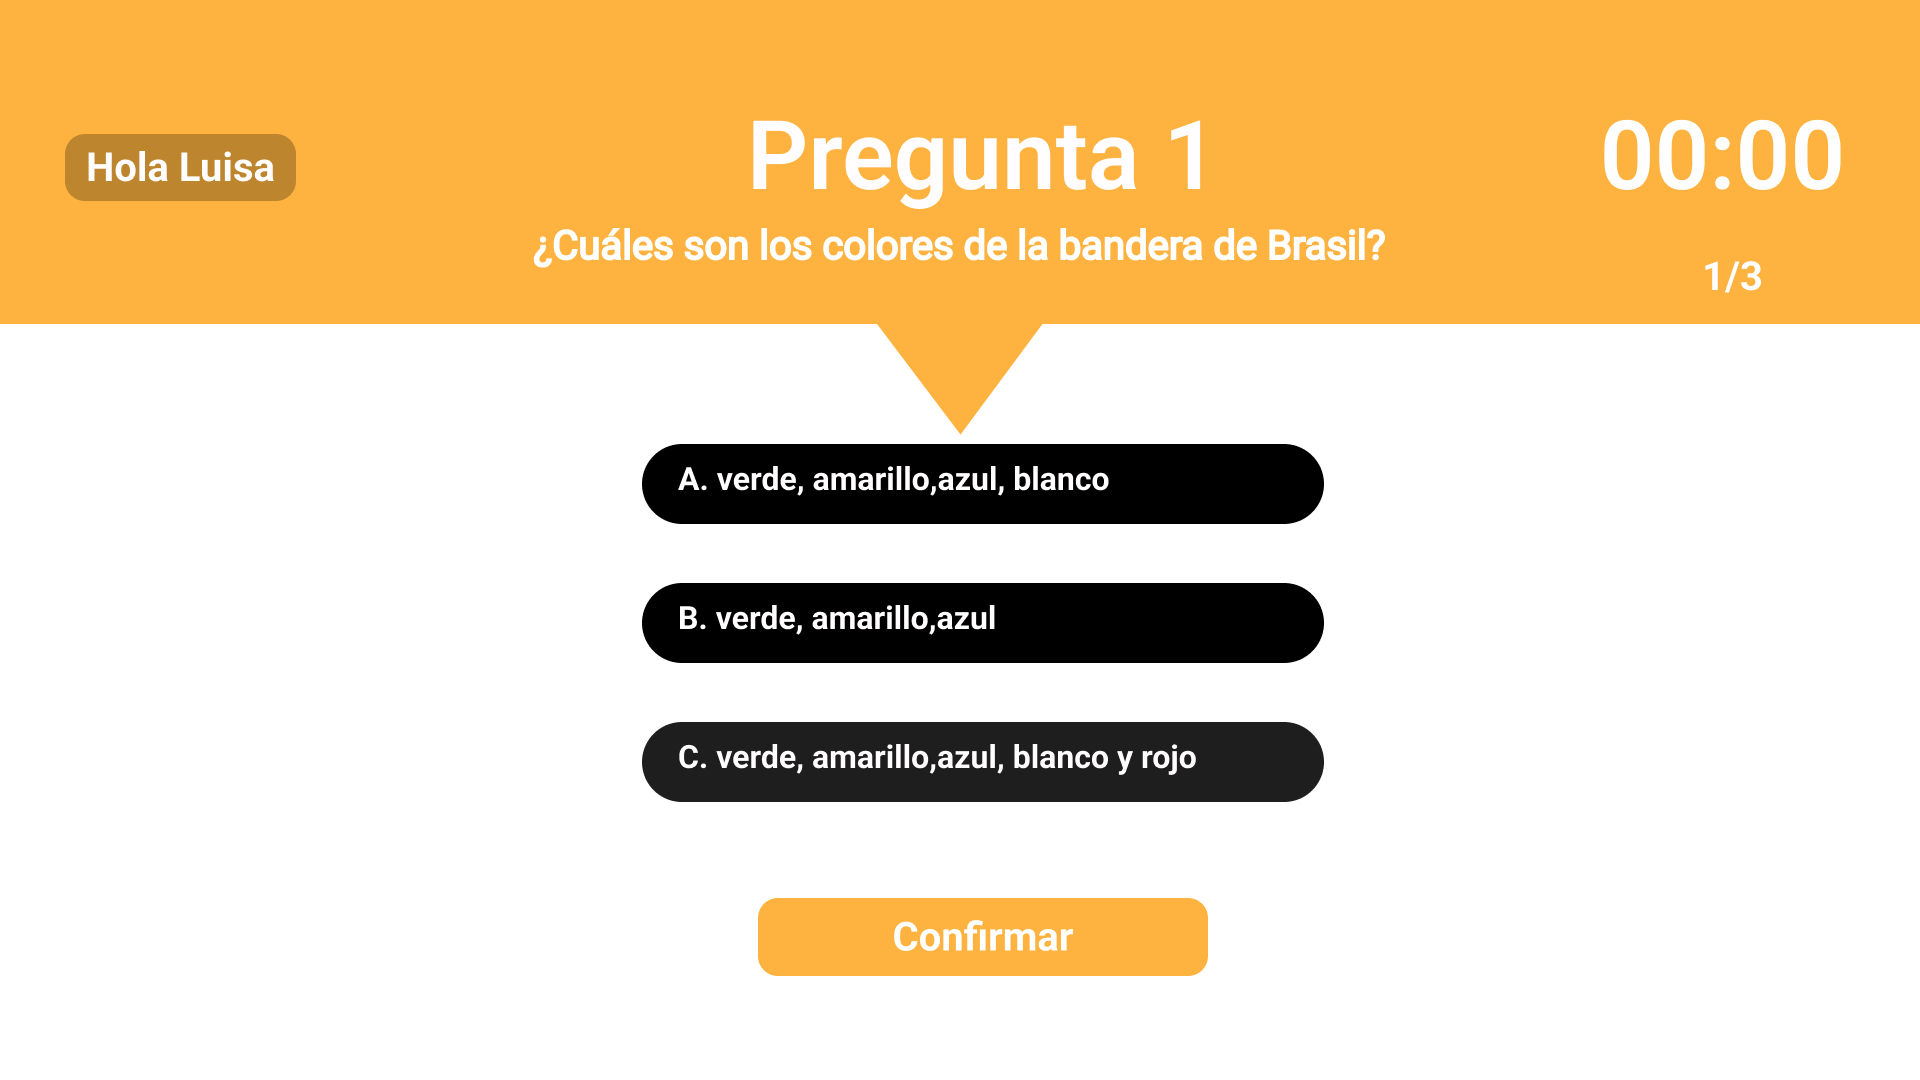 Hola Luisa
Pregunta 1
00:00
¿Cuáles son los colores de la bandera de Brasil?
1/3
A. verde, amarillo,azul, blanco
B. verde, amarillo,azul
C. verde, amarillo,azul, blanco y rojo
Confirmar